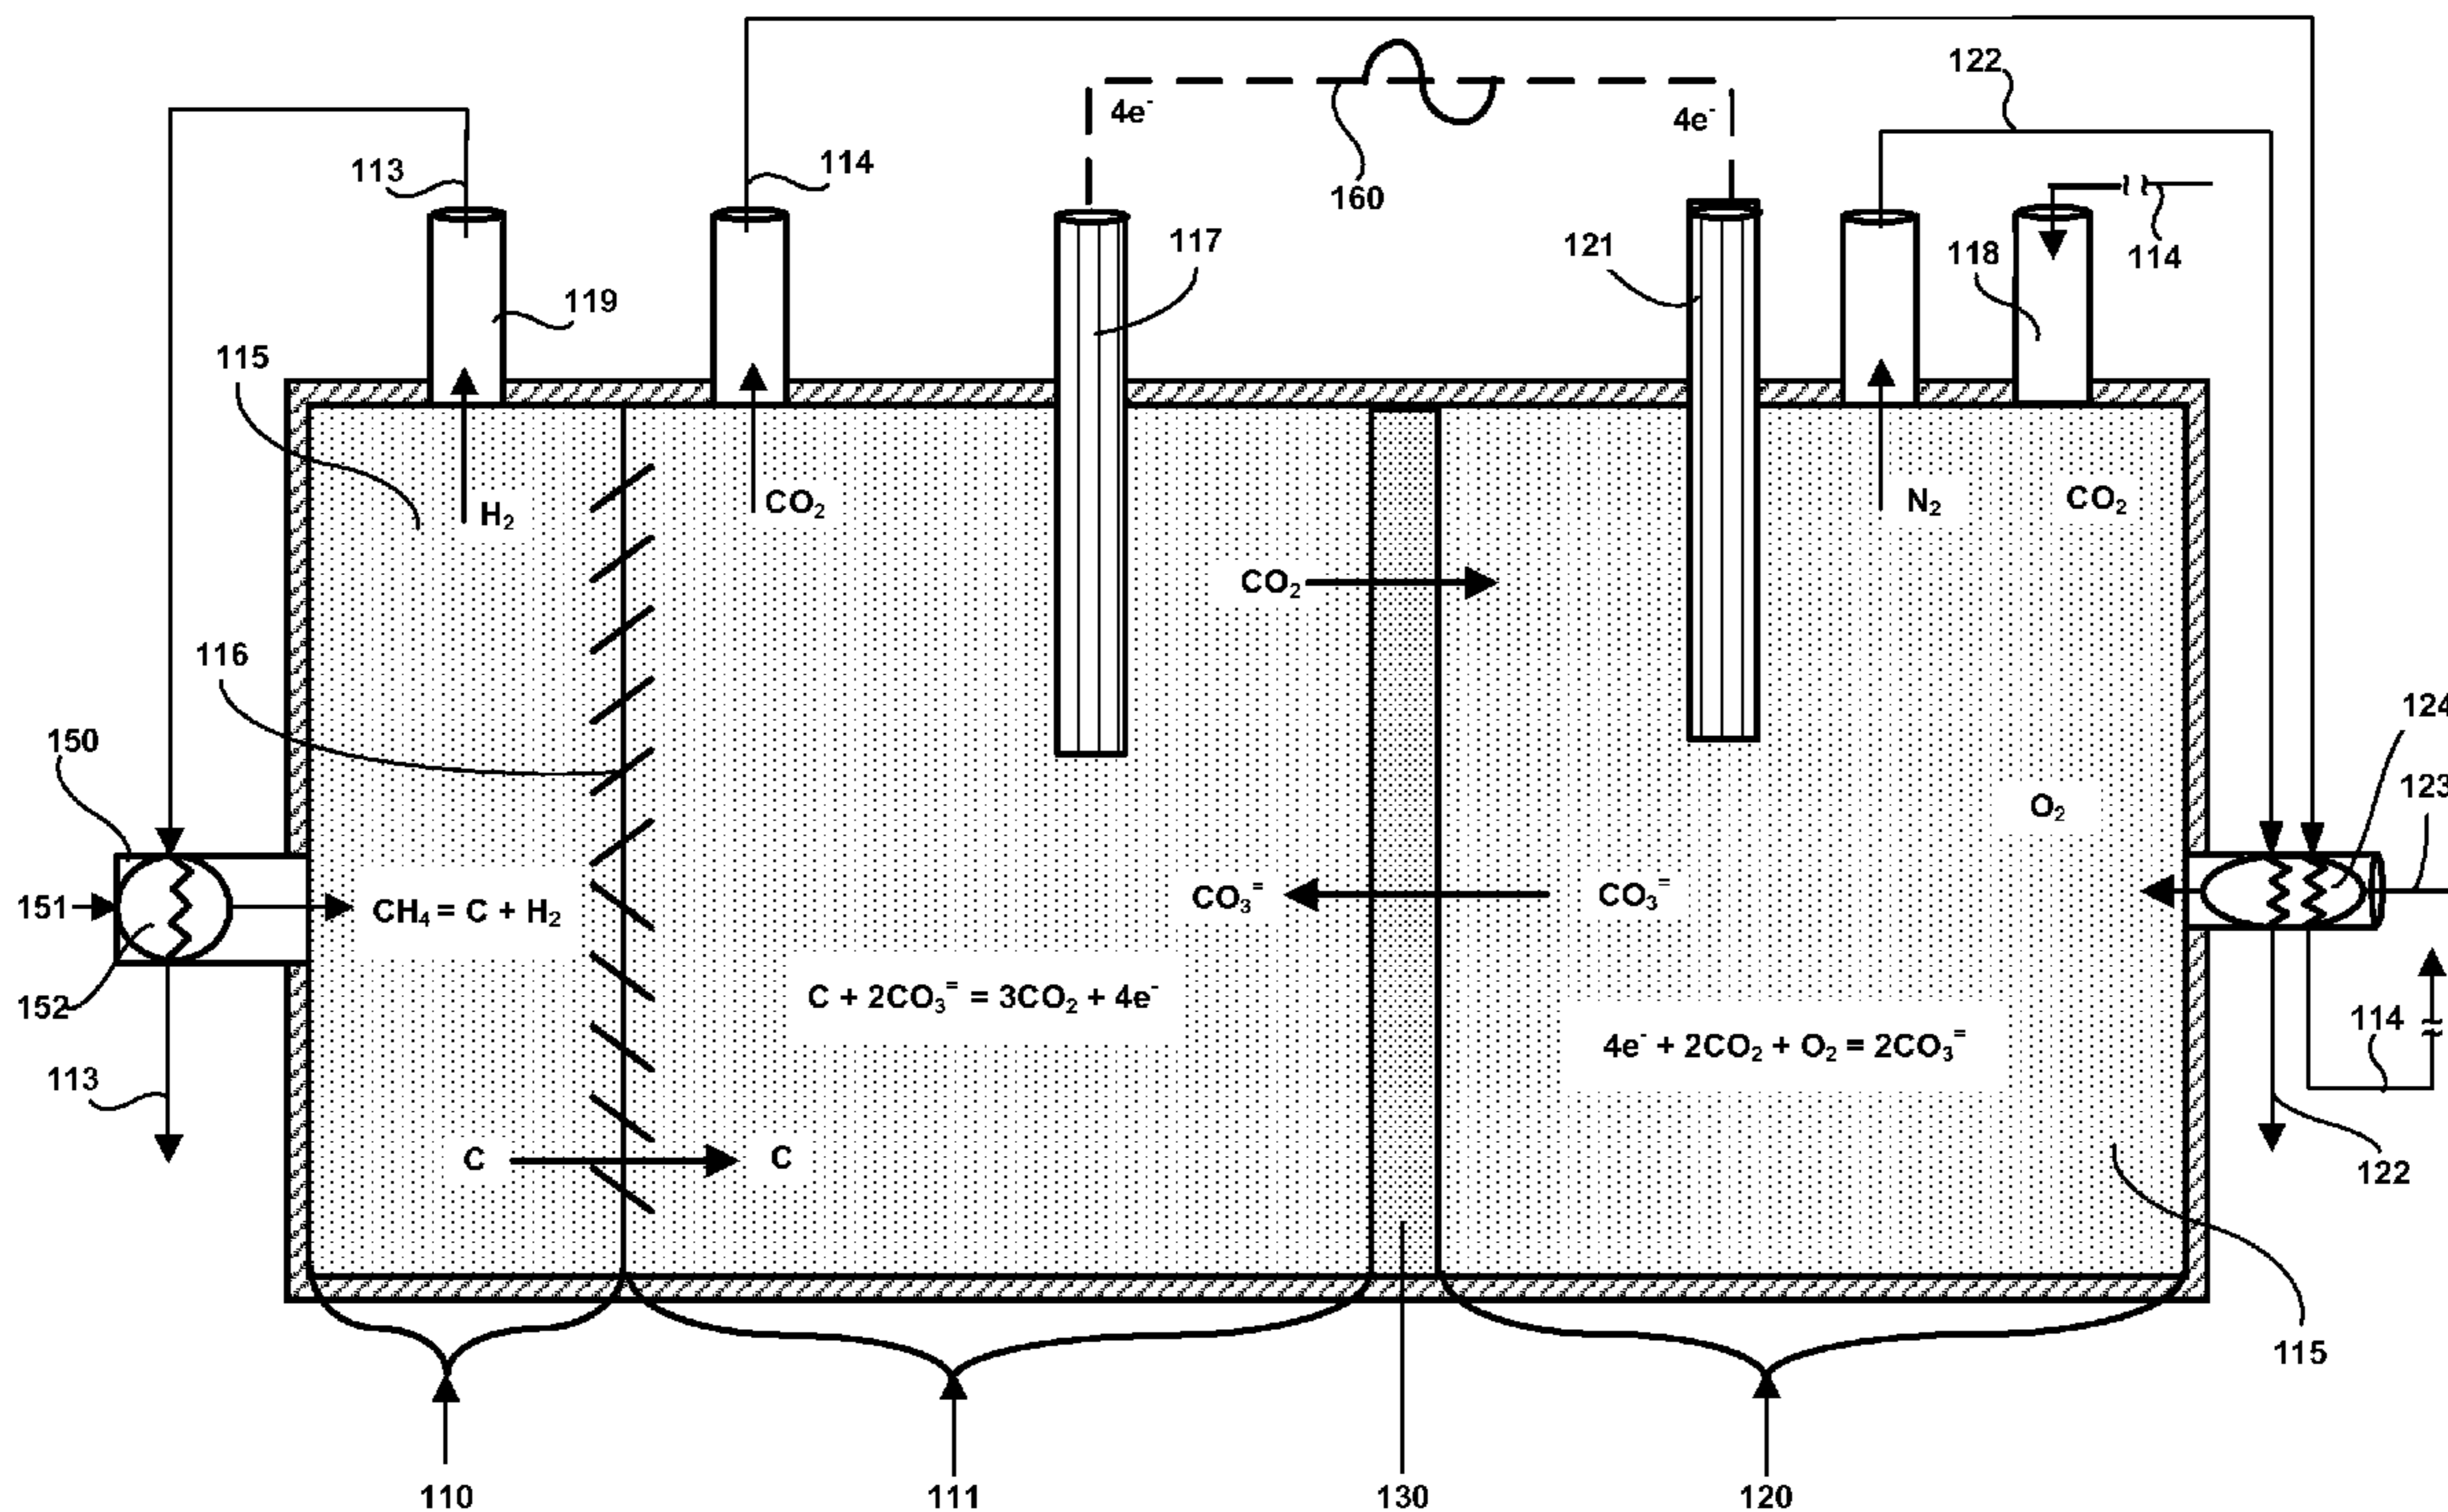 122
4e⁻
4e⁻
113
114
160
114
117
121
118
119
115
H₂
CO₂
N₂
CO₂
CO₂
116
124
150
123
O₂
151
CH₄ = C + H₂
CO₃⁼
CO₃⁼
152
C + 2CO₃⁼ = 3CO₂ + 4e⁻
4e⁻ + 2CO₂ + O₂ = 2CO₃⁼
114
113
C
C
122
115
110
111
130
120